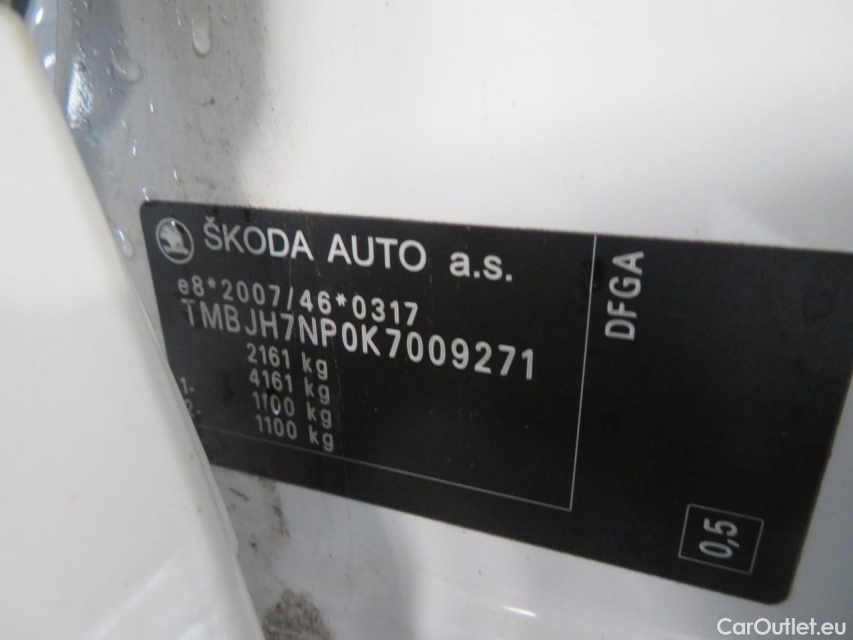 ŠKODA AUTO a.s.
e8*2007/46*0317
TMBJH7NP0K7009271
2161 kg
4161 kg
1- 1100 kg
2- 1100 kg
DFGA
0,5
CarOutlet.eu